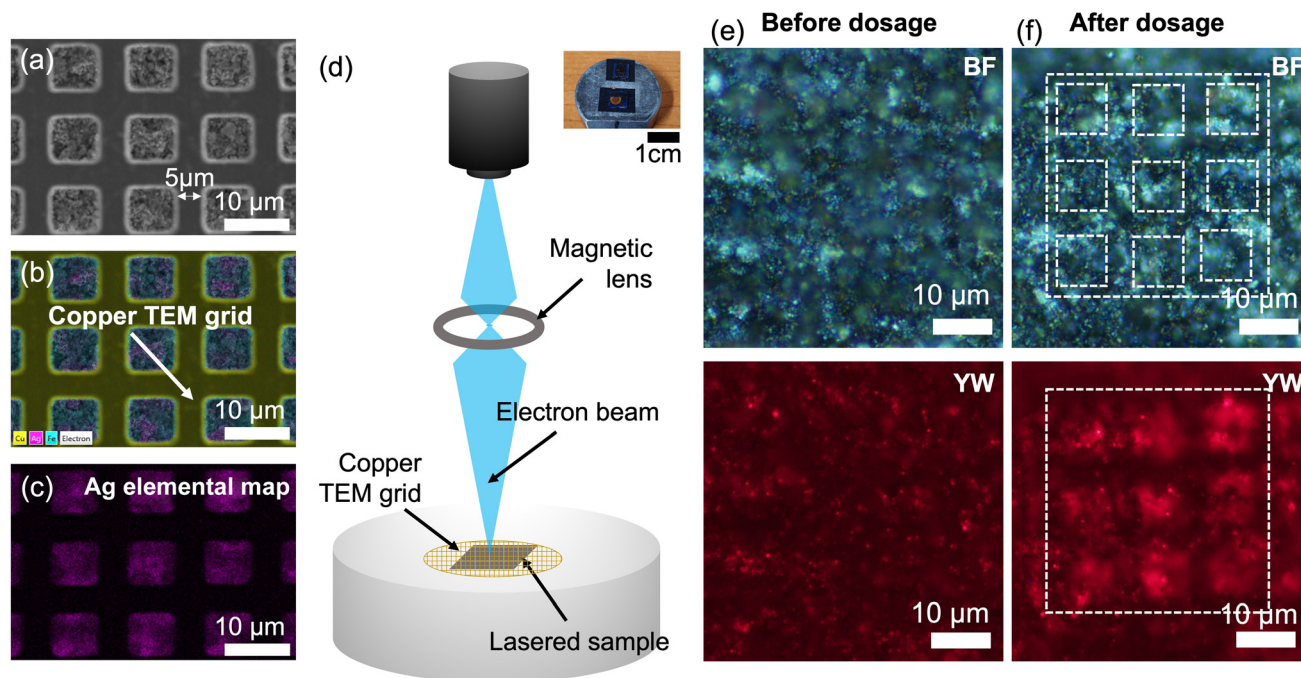 (a)
5µm
10 µm
(b)
Copper TEM grid
10 µm
Cu Ag Fe Electron
(c) Ag elemental map
10 µm
(d)
1cm
Magnetic
lens
Electron beam
Copper
TEM grid
Lasered sample
(e) Before dosage
BF
10 µm
YW
10 µm
(f) After dosage
BF
10 µm
YW
10 µm